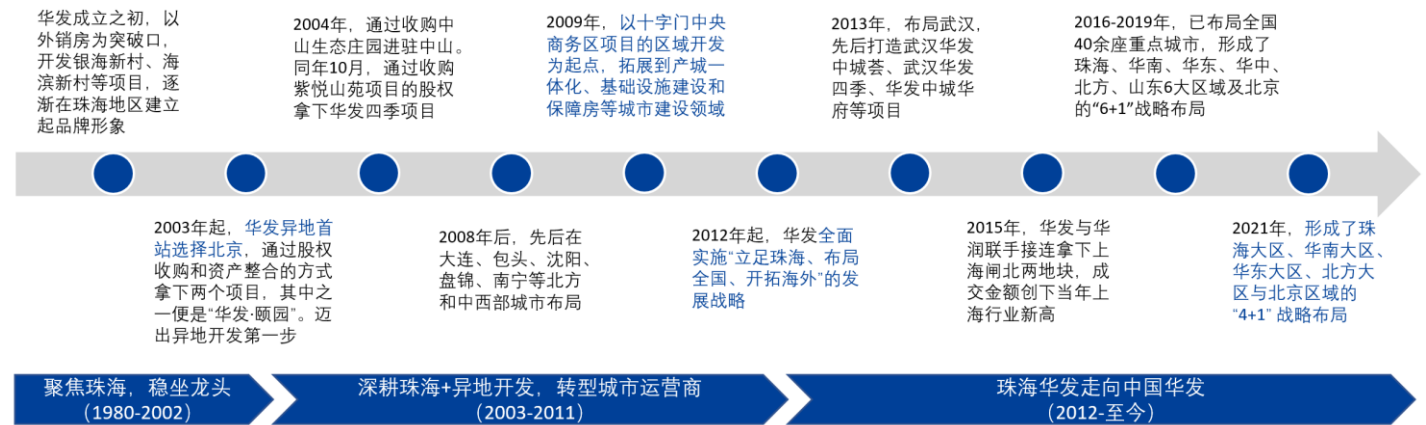 华发成立之初，以
外销房为突破口，
开发银海新村、海
滨新村等项目，逐
渐在珠海地区建立
起品牌形象
2004年，通过收购中
山生态庄园进驻中山。
同年10月，通过收购
紫悦山苑项目的股权
拿下华发四季项目
2009年，以十字门中央
商务区项目的区域开发
为起点，拓展到产城一
体化、基础设施建设和
保障房等城市建设领域
2013年，布局武汉，
先后打造武汉华发
中城荟、武汉华发
四季、华发中城华
府等项目
2016-2019年，已布局全国
40余座重点城市，形成了
珠海、华南、华东、华中、
北方、山东6大区域及北京
的“6+1”战略布局
2003年起，华发异地首
站选择北京，通过股权
收购和资产整合的方式
拿下两个项目，其中之
一便是“华发·颐园”。迈
出异地开发第一步
2008年后，先后在
大连、包头、沈阳、
盘锦、南宁等北方
和中西部城市布局
2012年起，华发全面
实施“立足珠海、布局
全国、开拓海外”的发
展战略
2015年，华发与华
润联手接连拿下上
海闸北两地块，成
交金额创下当年上
海行业新高
2021年，形成了珠
海大区、华南大区、
华东大区、北方大
区与北京区域的
“4+1” 战略布局
聚焦珠海，稳坐龙头
（1980-2002）
深耕珠海+异地开发，转型城市运营商
（2003-2011）
珠海华发走向中国华发
（2012-至今）